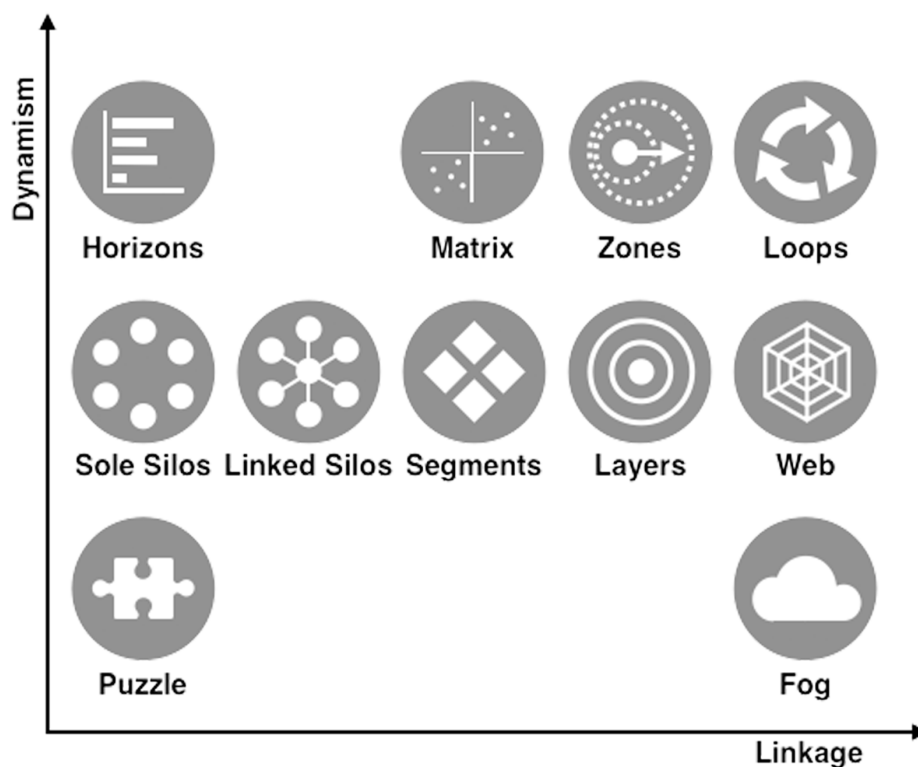 Dynamism
Horizons
Matrix
Zones
Loops
Sole Silos
Linked Silos
Segments
Layers
Web
Puzzle
Fog
Linkage